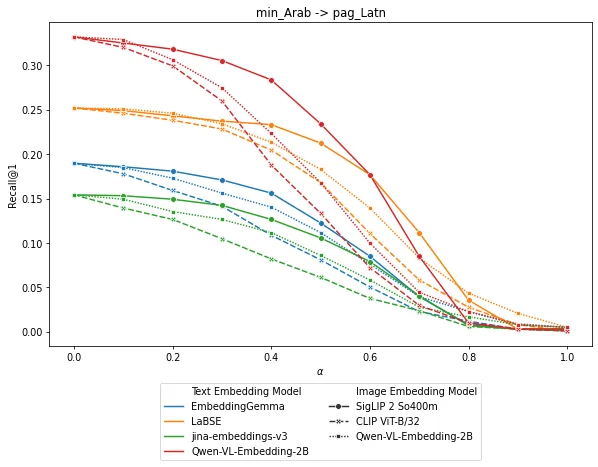 min_Arab -> pag_Latn
Recall@1
0.30
0.25
0.20
0.15
0.10
0.05
0.00
0.0 0.2 0.4 0.6 0.8 1.0
α
Text Embedding Model
EmbeddingGemma
LaBSE
jina-embeddings-v3
Qwen-VL-Embedding-2B
Image Embedding Model
SigLIP 2 So400m
CLIP ViT-B/32
Qwen-VL-Embedding-2B